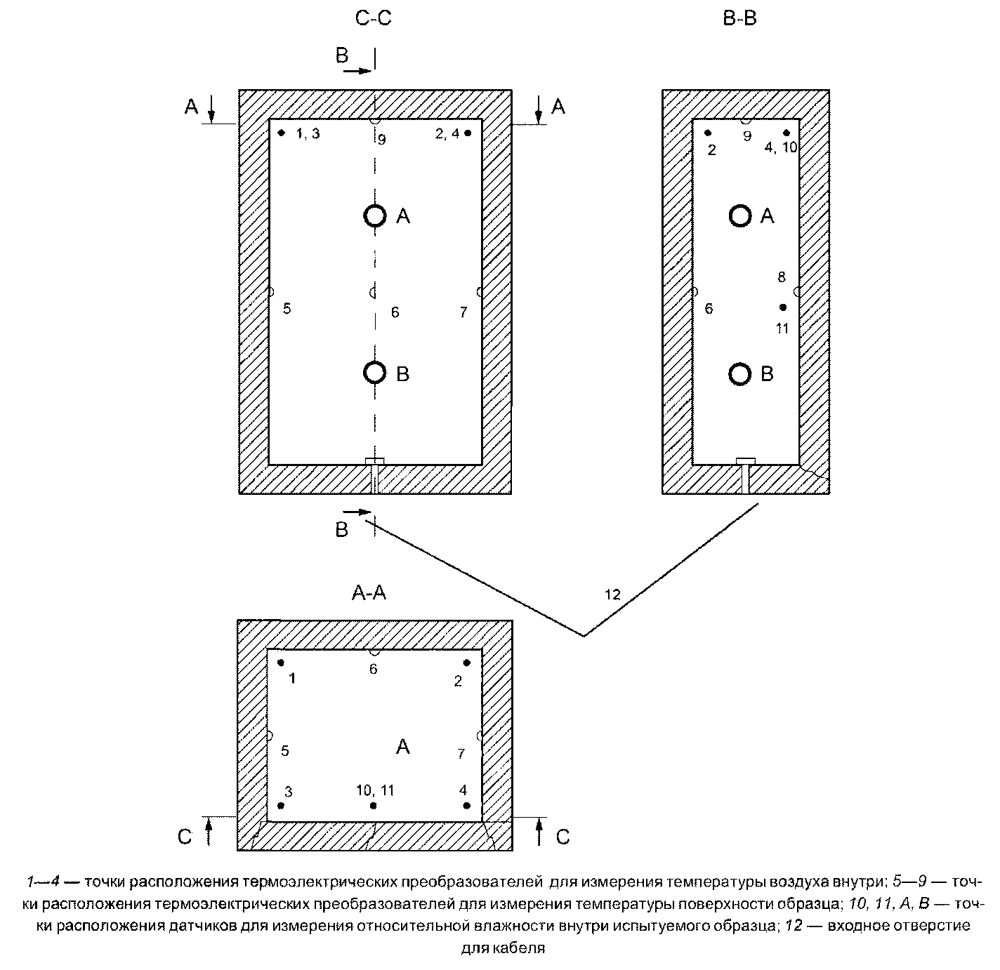 C-C
B-B
B
A
A
1, 3
9
2, 4
2
9
4, 10
A
A
8
5
6
7
6
11
B
B
B
12
A-A
1
6
2
5
A
7
3
10, 11
4
C
C
1—4 — точки расположения термоэлектрических преобразователей для измерения температуры воздуха внутри; 5—9 — точ-
ки расположения термоэлектрических преобразователей для измерения температуры поверхности образца; 10, 11, A, B — точ-
ки расположения датчиков для измерения относительной влажности внутри испытуемого образца; 12 — входное отверстие
для кабеля